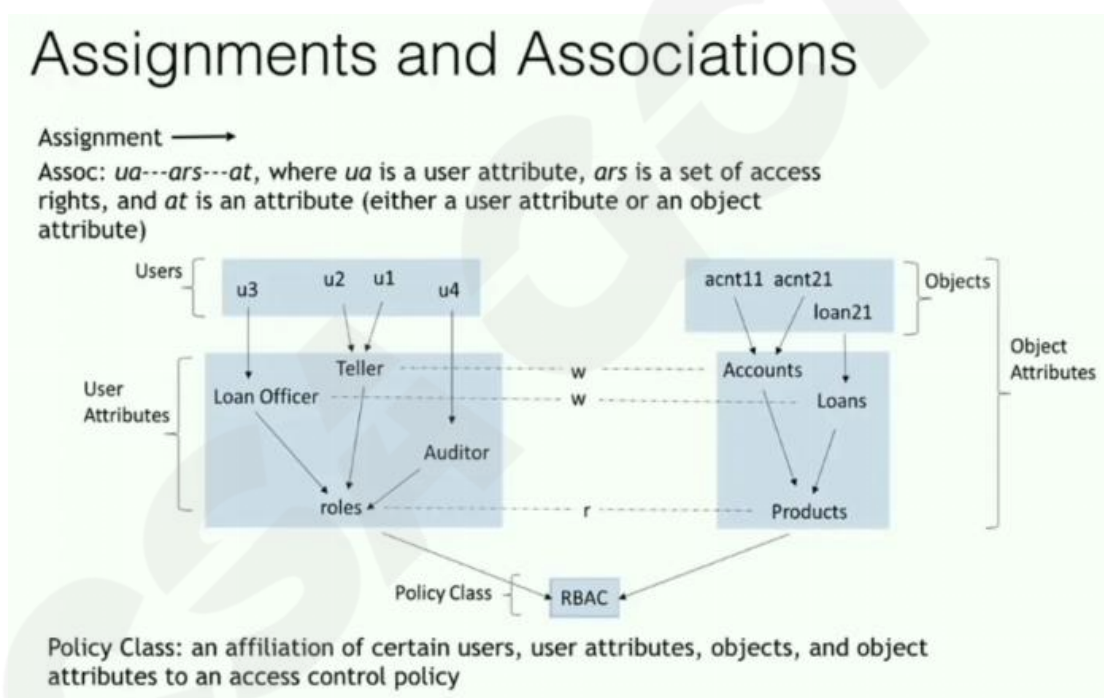 Assignments and Associations
Assignment
Assoc: ua---ars---at, where ua is a user attribute, ars is a set of access
rights, and at is an attribute (either a user attribute or an object
attribute)
Users
u3
u2
u1
u4
acnt11 acnt21
loan21
Objects
User
Attributes
Teller
Loan Officer
Auditor
roles
w
w
r
Accounts
Loans
Products
Object
Attributes
Policy Class
RBAC
Policy Class: an affiliation of certain users, user attributes, objects, and object
attributes to an access control policy